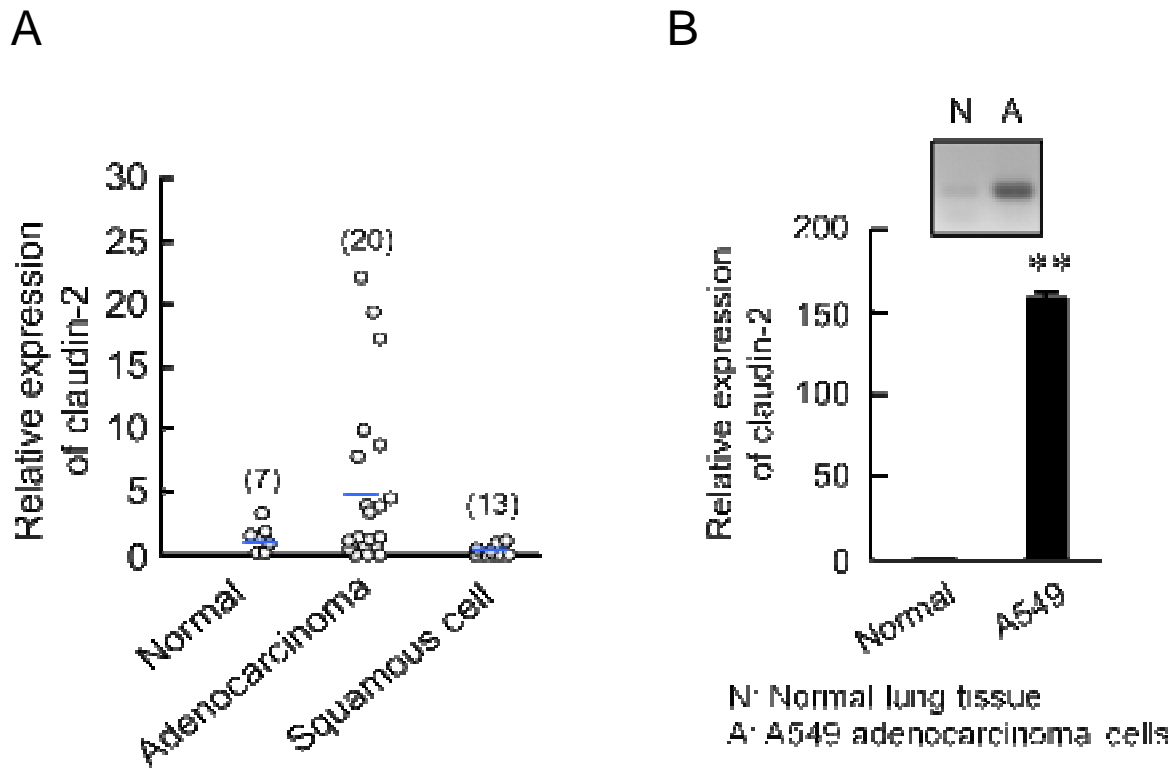 A
B
Relative expression
of claudin-2
30
25
20
15
10
5
0
(7)
(20)
(13)
Normal
Adenocarcinoma
Squamous cell
N A
Relative expression
of claudin-2
200
150
100
50
0
**
Normal
A549
N: Normal lung tissue
A: A549 adenocarcinoma cells